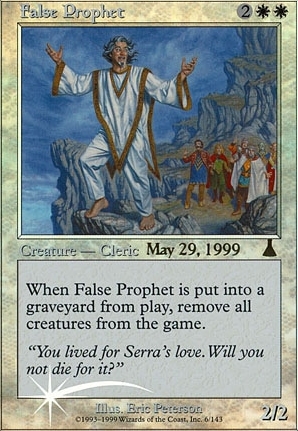 False Prophet 2
Creature — Cleric May 29, 1999
When False Prophet is put into a
graveyard from play, remove all
creatures from the game.
“You lived for Serra's love. Will you
not die for it?”
Illus. Eric Peterson
©1993–1999 Wizards of the Coast, Inc. 6/143
2/2